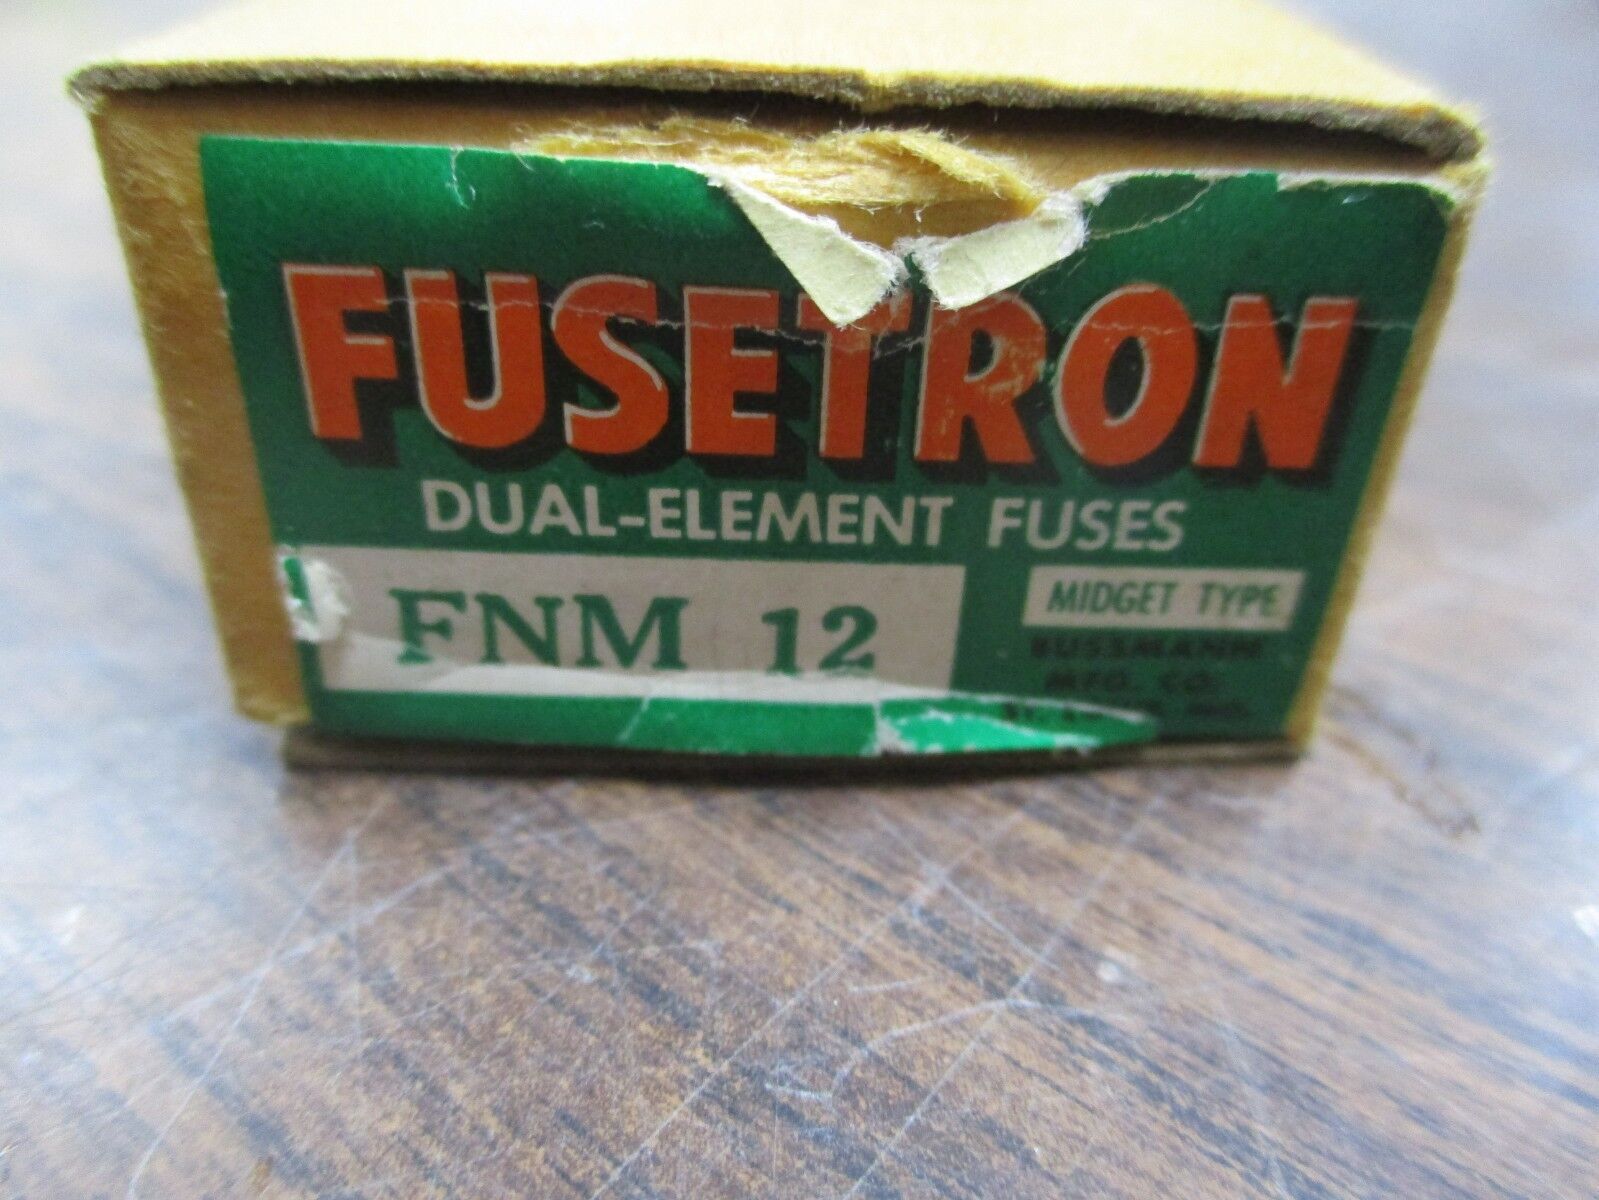 FUSETRON
DUAL-ELEMENT FUSES
FNM 12
MIDGET TYPE
BUSSMANN
MFG. CO.